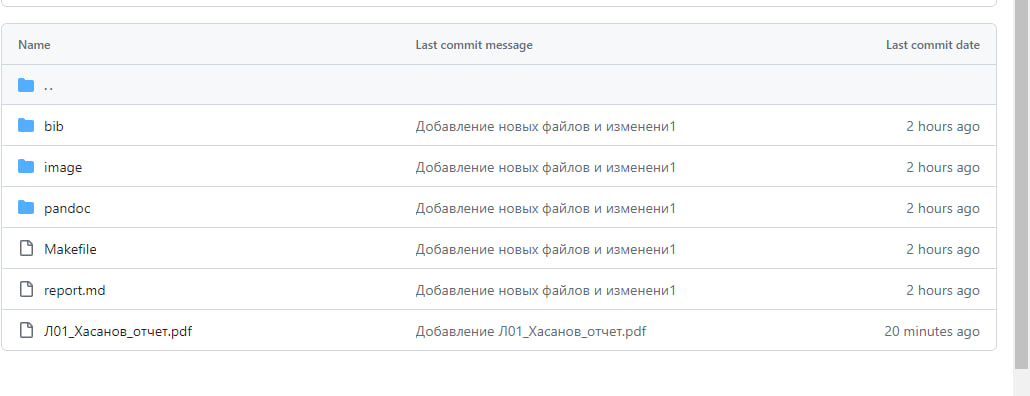 Name Last commit message Last commit date
..
bib Добавление новых файлов и изменени1 2 hours ago
image Добавление новых файлов и изменени1 2 hours ago
pandoc Добавление новых файлов и изменени1 2 hours ago
Makefile Добавление новых файлов и изменени1 2 hours ago
report.md Добавление новых файлов и изменени1 2 hours ago
Л01_Хасанов_отчет.pdf Добавление Л01_Хасанов_отчет.pdf 20 minutes ago